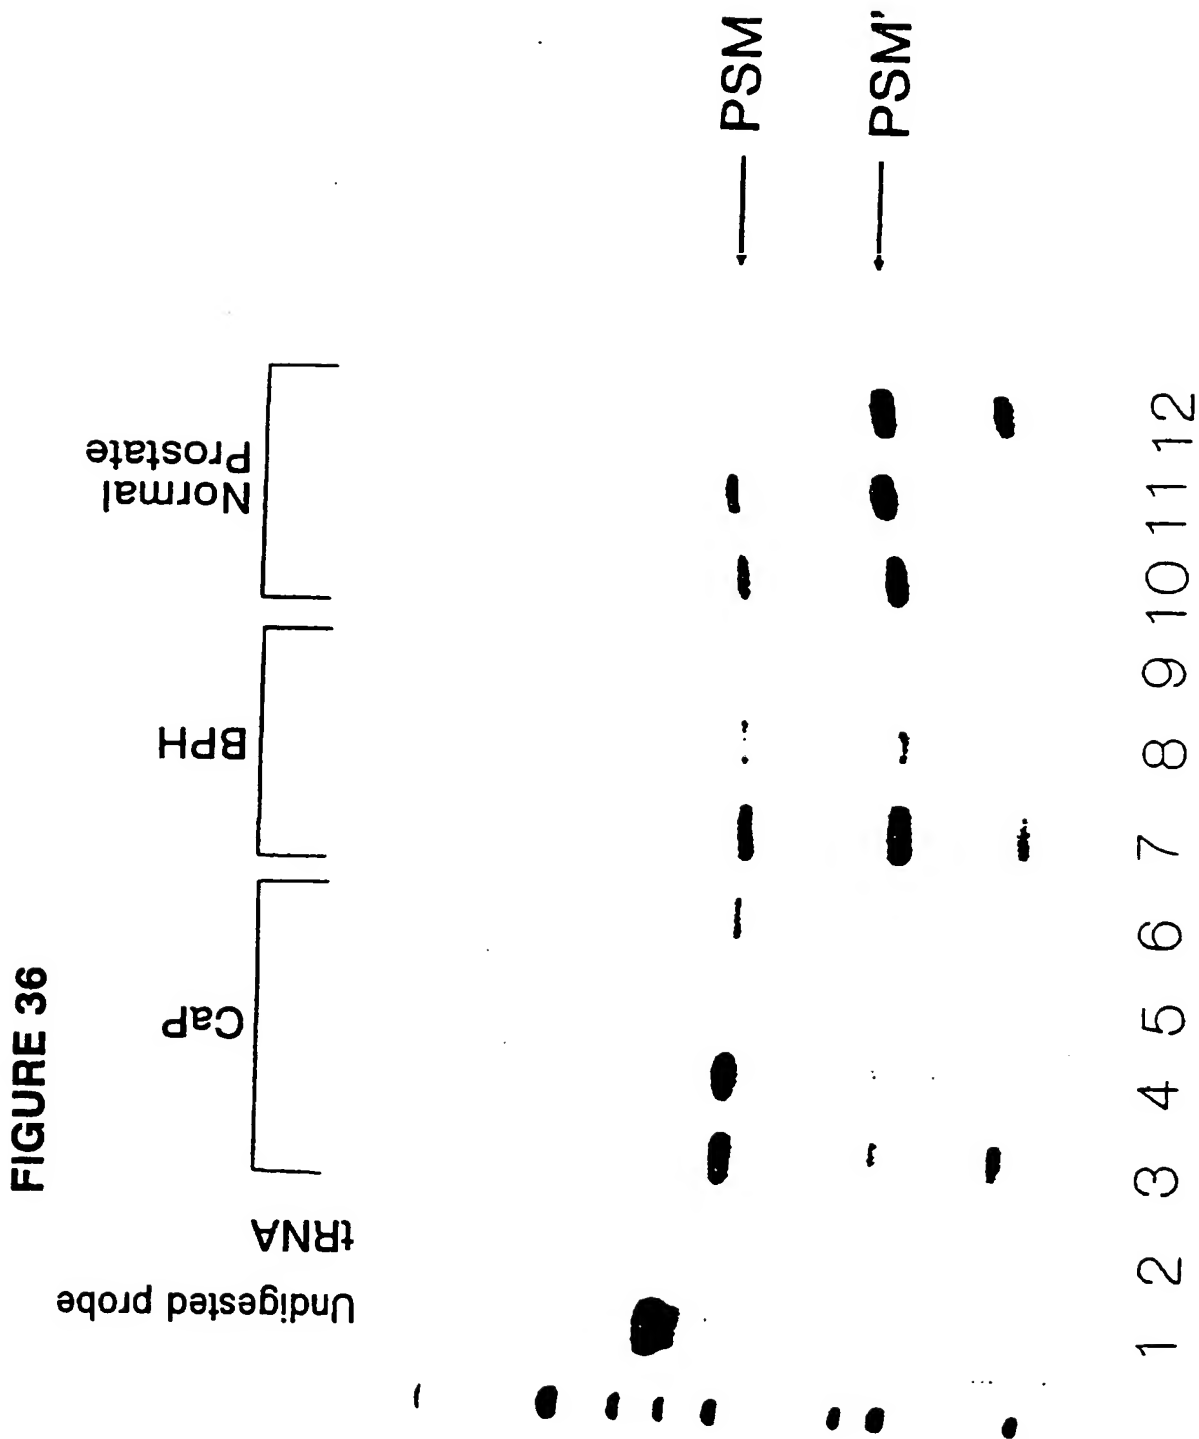 FIGURE 36
Undigested probe
tRNA
CaP
BPH
Normal
Prostate
PSM
PSM'
1 2 3 4 5 6 7 8 9 10 11 12